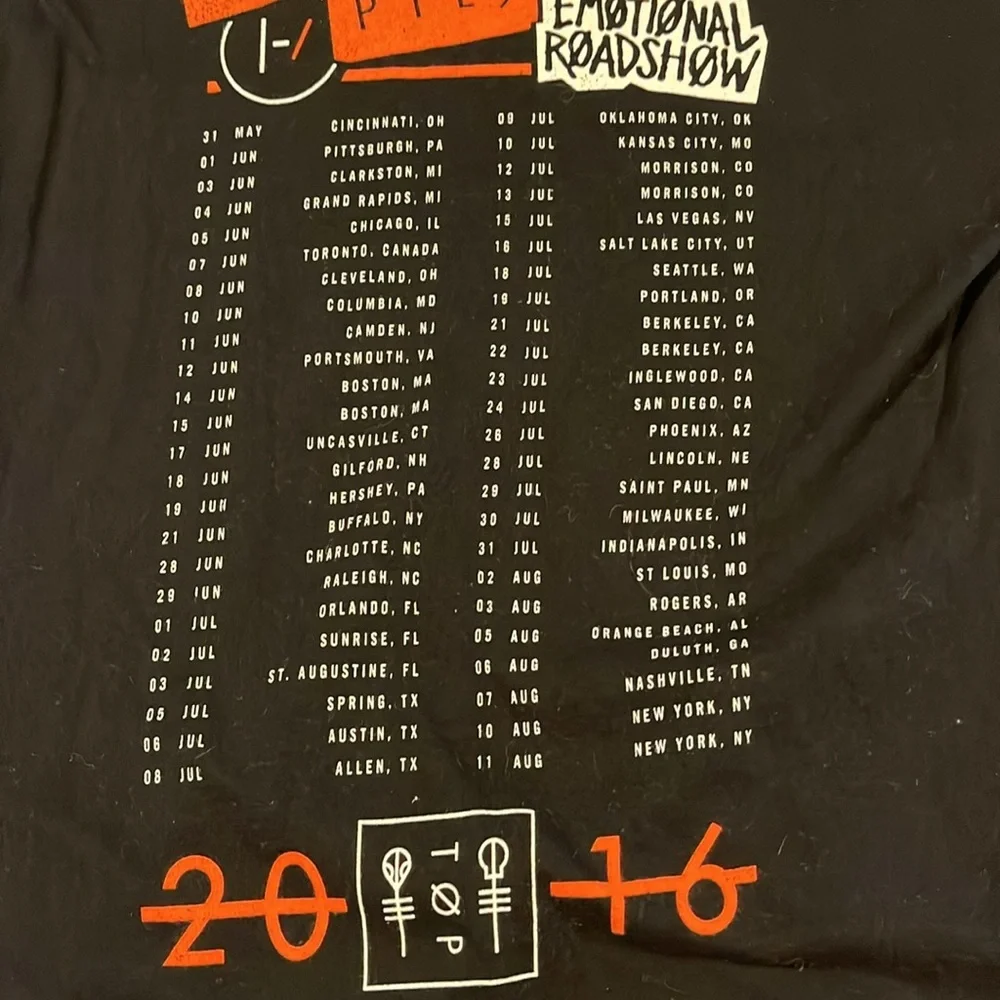 EMØTIØNAL
RØADSHØW
31 MAY CINCINNATI, OH
01 JUN PITTSBURGH, PA
03 JUN CLARKSTON, MI
04 JUN GRAND RAPIDS, MI
05 JUN CHICAGO, IL
07 JUN TORONTO, CANADA
08 JUN CLEVELAND, OH
10 JUN COLUMBIA, MD
11 JUN CAMDEN, NJ
12 JUN PORTSMOUTH, VA
14 JUN BOSTON, MA
15 JUN BOSTON, MA
17 JUN UNCASVILLE, CT
18 JUN GILFORD, NH
19 JUN HERSHEY, PA
21 JUN BUFFALO, NY
28 JUN CHARLOTTE, NC
29 JUN RALEIGH, NC
01 JUL ORLANDO, FL
02 JUL SUNRISE, FL
03 JUL ST. AUGUSTINE, FL
05 JUL SPRING, TX
06 JUL AUSTIN, TX
08 JUL ALLEN, TX
09 JUL OKLAHOMA CITY, OK
10 JUL KANSAS CITY, MO
12 JUL MORRISON, CO
13 JUL MORRISON, CO
15 JUL LAS VEGAS, NV
16 JUL SALT LAKE CITY, UT
18 JUL SEATTLE, WA
19 JUL PORTLAND, OR
21 JUL BERKELEY, CA
22 JUL BERKELEY, CA
23 JUL INGLEWOOD, CA
24 JUL SAN DIEGO, CA
26 JUL PHOENIX, AZ
28 JUL LINCOLN, NE
29 JUL SAINT PAUL, MN
30 JUL MILWAUKEE, WI
31 JUL INDIANAPOLIS, IN
02 AUG ST LOUIS, MO
03 AUG ROGERS, AR
05 AUG ORANGE BEACH, AL
06 AUG DULUTH, GA
07 AUG NASHVILLE, TN
10 AUG NEW YORK, NY
11 AUG NEW YORK, NY
20 TØP 16